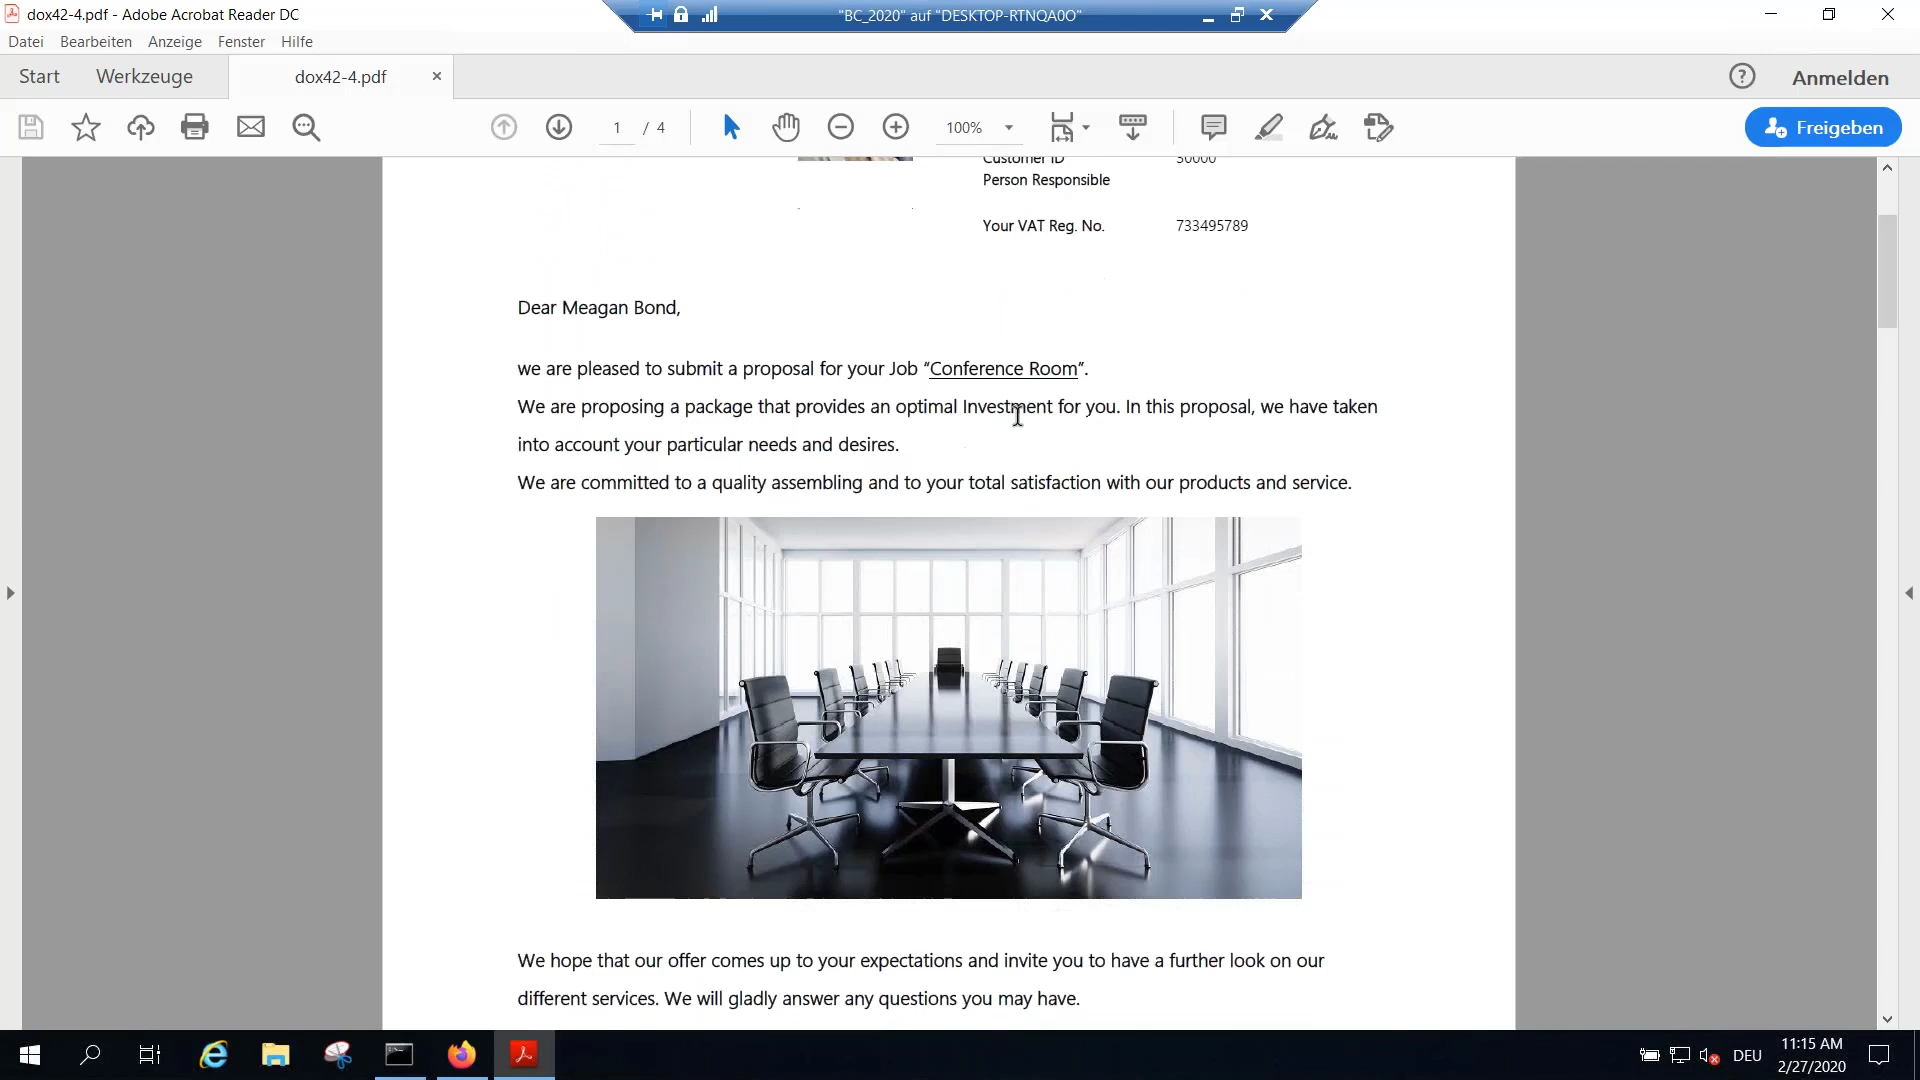 dox42-4.pdf - Adobe Acrobat Reader DC
"BC_2020" auf "DESKTOP-RTNQA0O"
Datei Bearbeiten Anzeige Fenster Hilfe
Start Werkzeuge dox42-4.pdf Anmelden
1 / 4 100% Freigeben
Customer ID 30000
Person Responsible
Your VAT Reg. No. 733495789
Dear Meagan Bond,
we are pleased to submit a proposal for your Job “Conference Room”.
We are proposing a package that provides an optimal Investment for you. In this proposal, we have taken
into account your particular needs and desires.
We are committed to a quality assembling and to your total satisfaction with our products and service.
We hope that our offer comes up to your expectations and invite you to have a further look on our
different services. We will gladly answer any questions you may have.
DEU
11:15 AM
2/27/2020